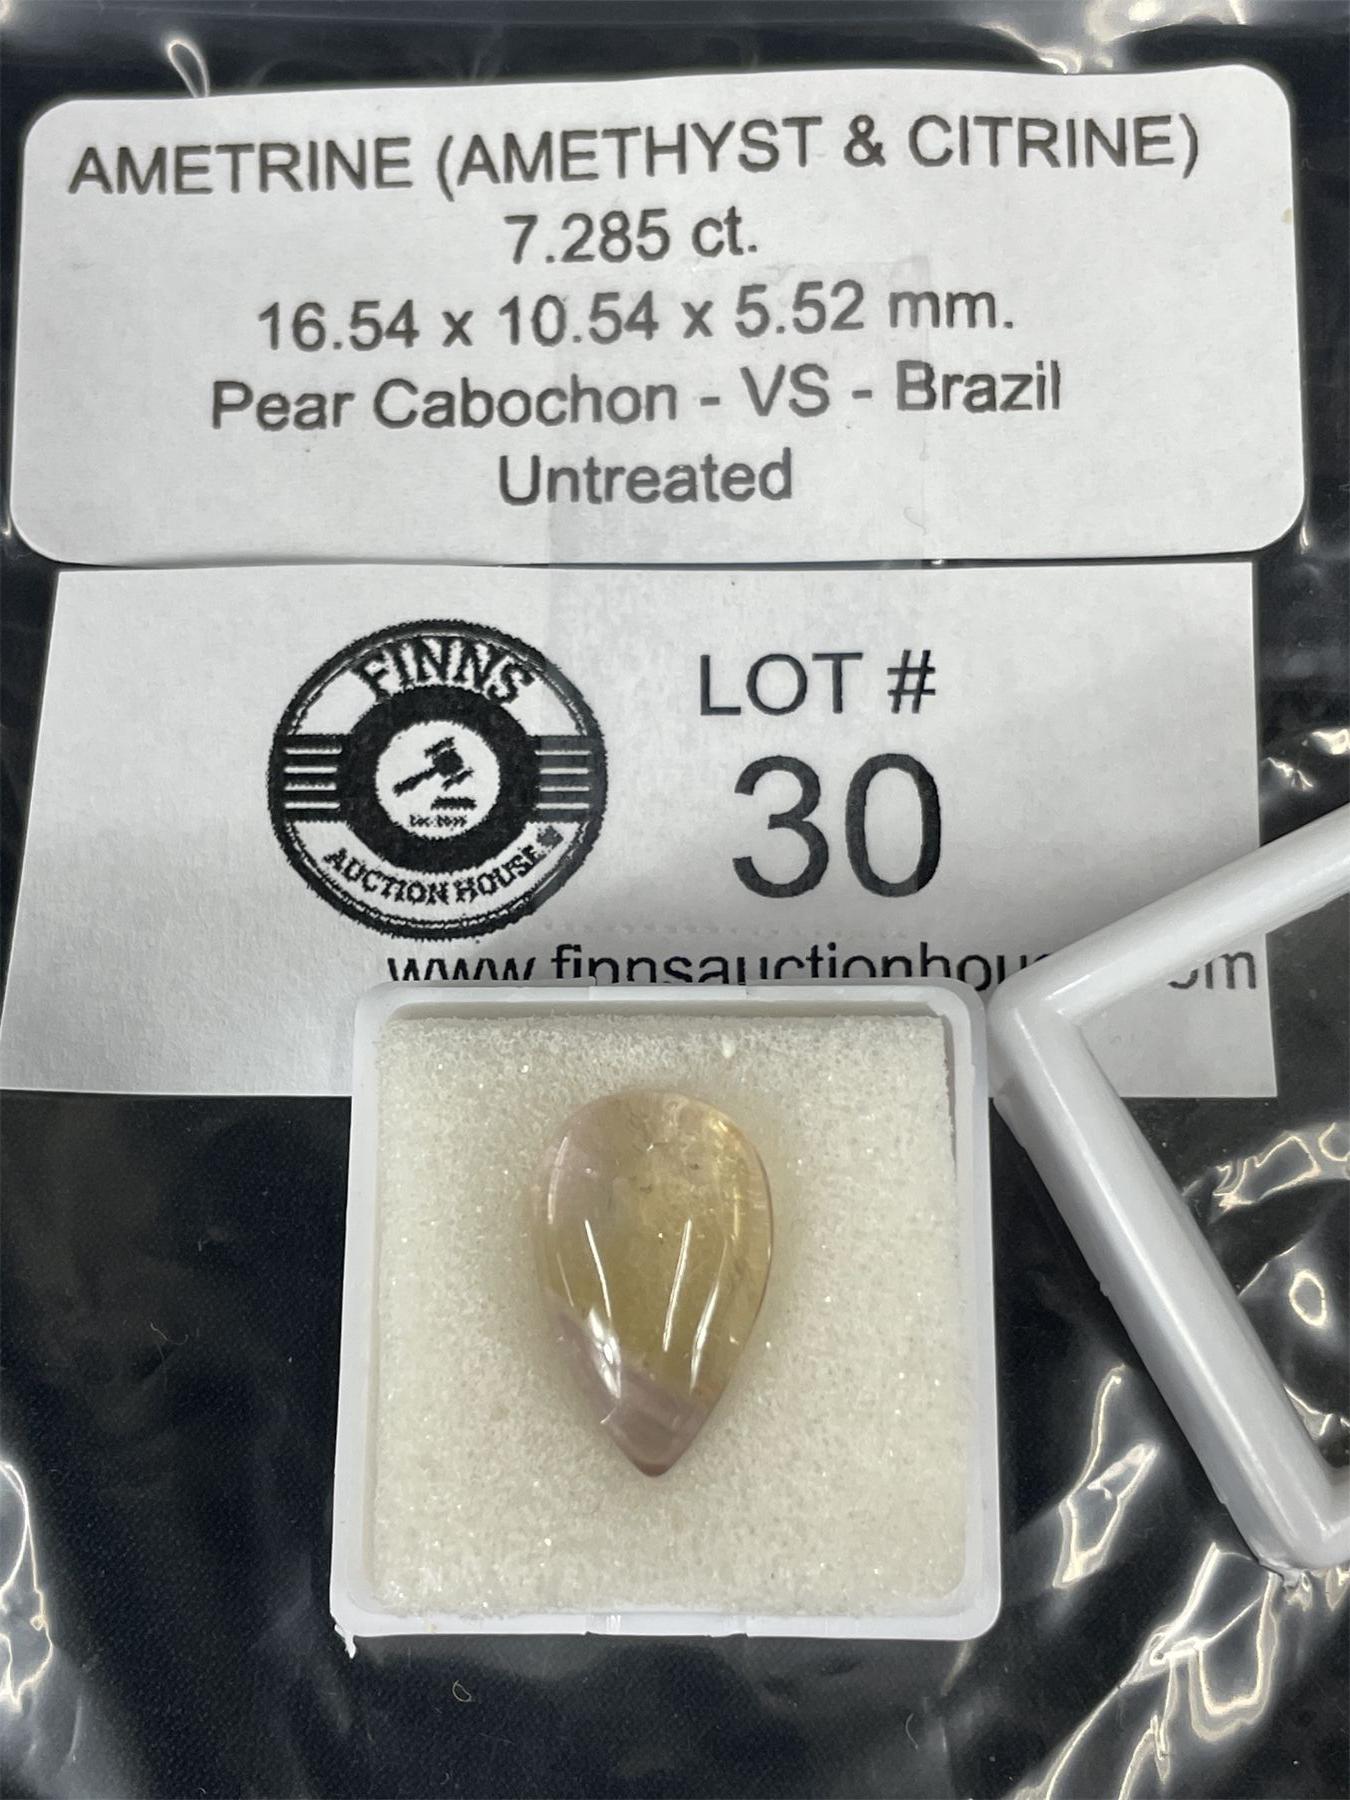 AMETRINE (AMETHYST & CITRINE)
7.285 ct.
16.54 x 10.54 x 5.52 mm.
Pear Cabochon - VS - Brazil
Untreated
FINNS
AUCTION HOUSE
LOT #
30